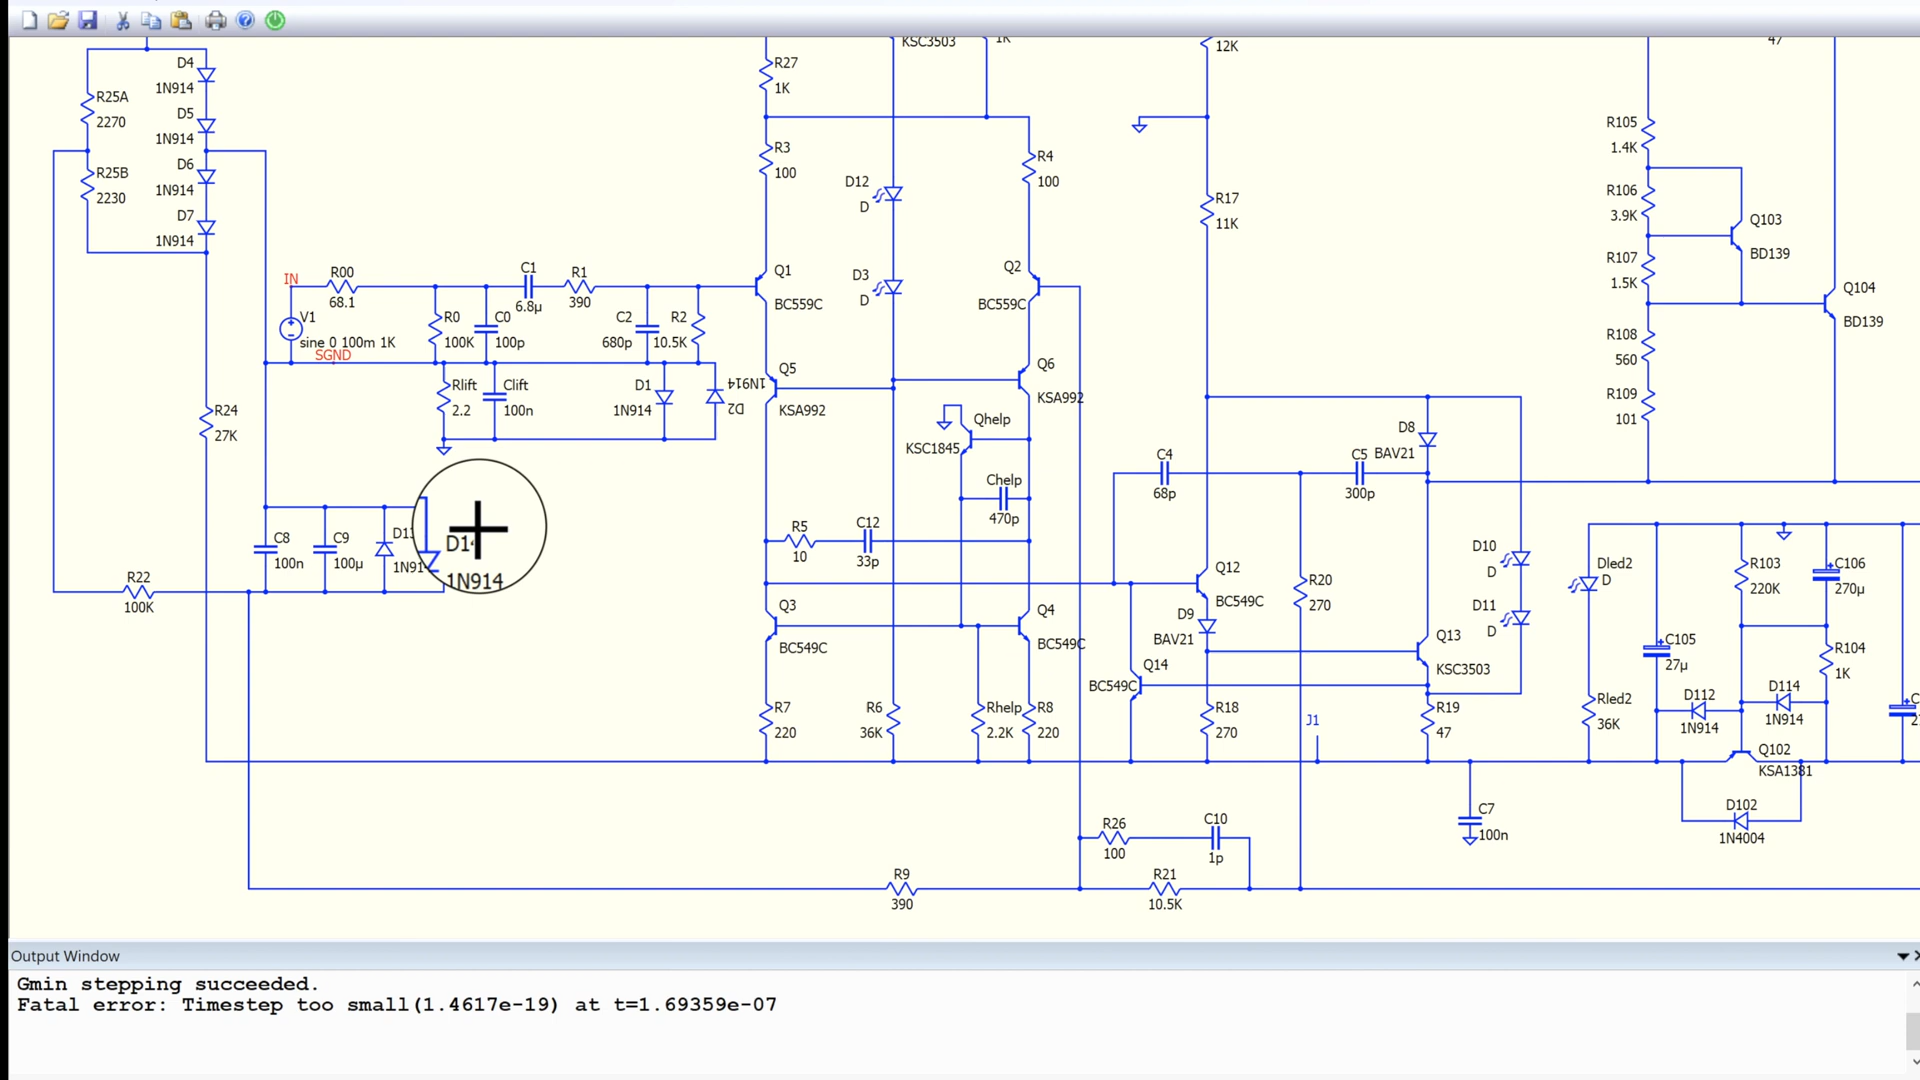 KSC3503
1K
12K
47
D4
1N914
R27
1K
R25A
2270
D5
1N914
R105
1.4K
R3
100
R4
100
D6
1N914
R25B
2230
D12
D
R106
3.9K
R17
11K
D7
1N914
Q103
BD139
IN
R00
68.1
C1
6.8µ
R1
390
Q1
BC559C
D3
D
Q2
BC559C
R107
1.5K
Q104
BD139
V1
sine 0 100m 1K
SGND
R0
100K
C0
100p
C2
680p
R2
10.5K
R108
560
Q5
KSA992
Q6
KSA992
Rlift
2.2
Clift
100n
D1
1N914
1N914
D2
R109
101
R24
27K
Qhelp
KSC1845
D8
BAV21
C4
68p
C5
300p
Chelp
470p
C8
100n
C9
100µ
1N914
R5
10
C12
33p
D10
D
Dled2
D
R103
220K
C106
270µ
R22
100K
Q12
BC549C
R20
270
Q3
BC549C
Q4
BC549C
D9
BAV21
D11
D
Q13
KSC3503
C105
27µ
R104
1K
Q14
BC549C
R7
220
R6
36K
Rhelp
2.2K
R8
220
R18
270
J1
R19
47
Rled2
36K
D112
1N914
D114
1N914
Q102
KSA1381
C7
100n
D102
1N4004
R26
100
C10
1p
R9
390
R21
10.5K
Output Window
Gmin stepping succeeded.
Fatal error: Timestep too small(1.4617e-19) at t=1.69359e-07